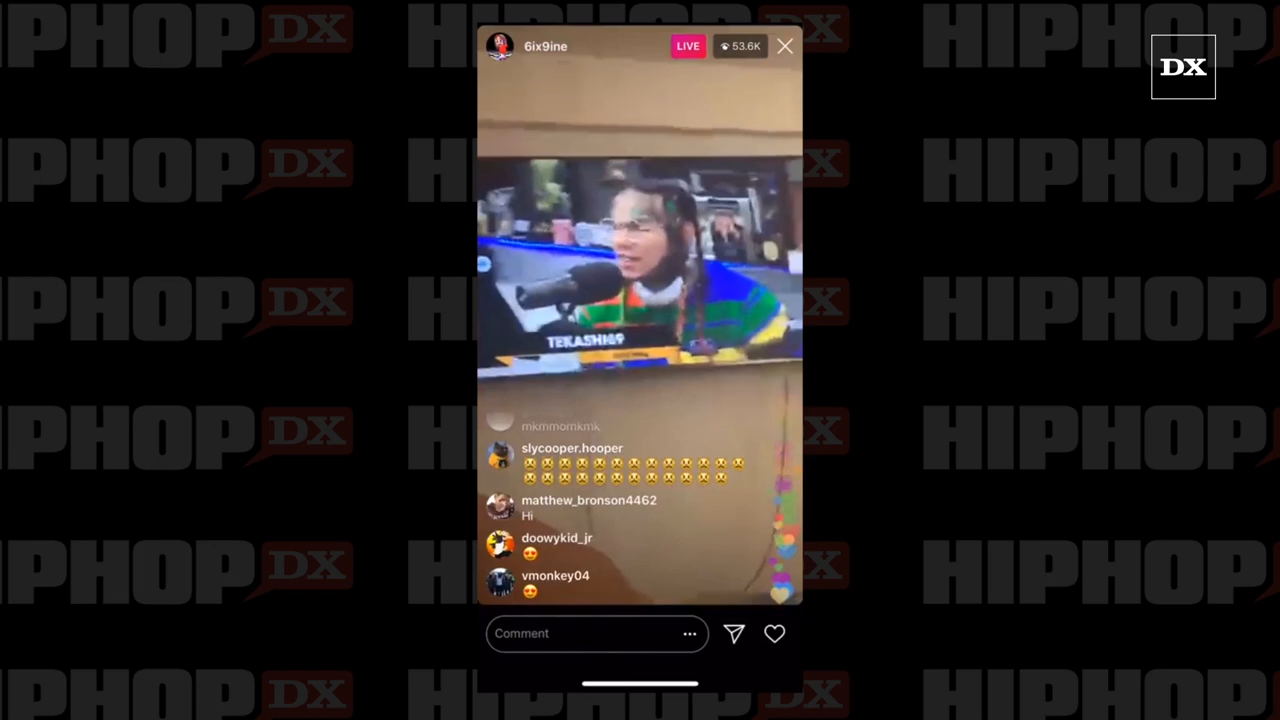 HIPHOP DX
DX
6ix9ine
LIVE
53.6K
TEKASHI69
mkmmomkmk
slycooper.hooper
😢😢😢😢😢😢😢😢😢😢😢😢😢
😢😢😢😢😢😢😢😢😢😢😢😢
matthew_bronson4462
Hi
doowykid_jr
😍
vmonkey04
😍
Comment